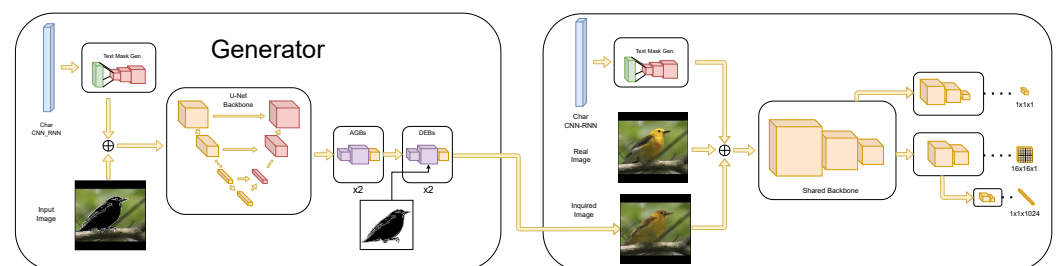 Generator
Text Mask Gen.
Char
CNN_RNN
Input
Image
U-Net
Backbone
AGBs
x2
DEBs
x2
Text Mask Gen.
Char
CNN-RNN
Real
Image
Inquired
Image
Shared Backbone
1x1x1
16x16x1
1x1x1024